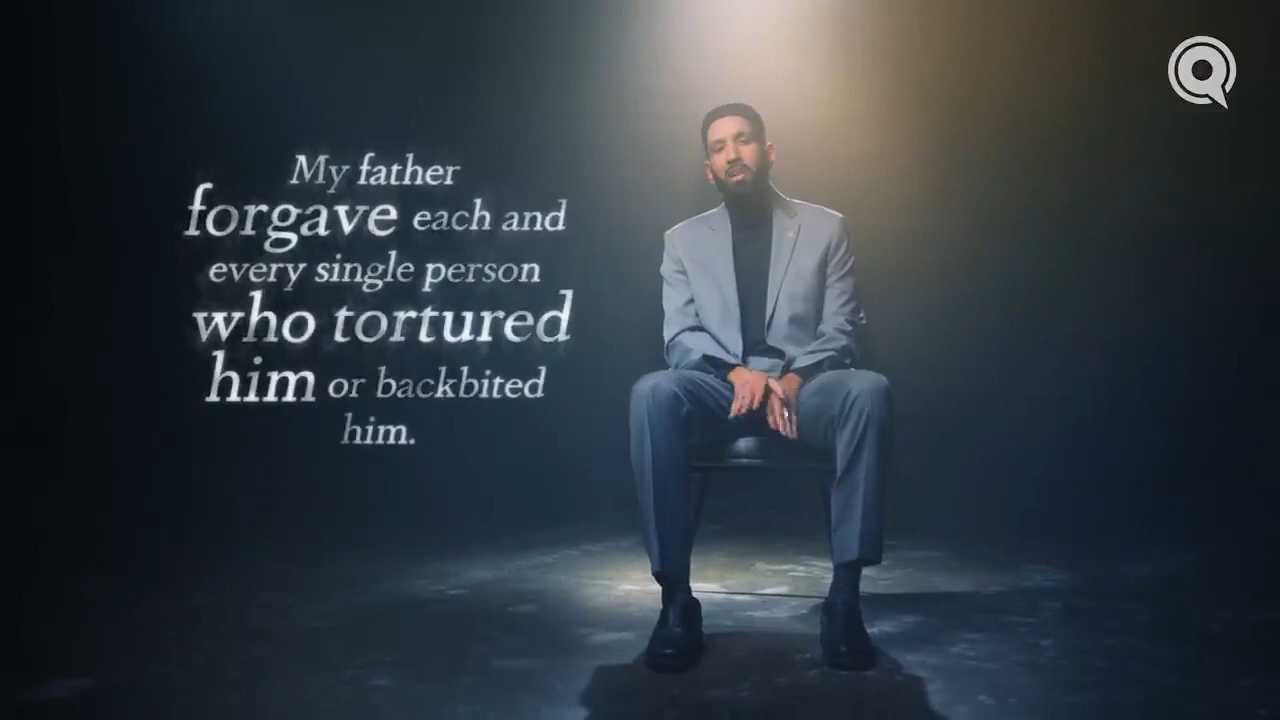 My father
forgave each and
every single person
who tortured
him or backbited
him.